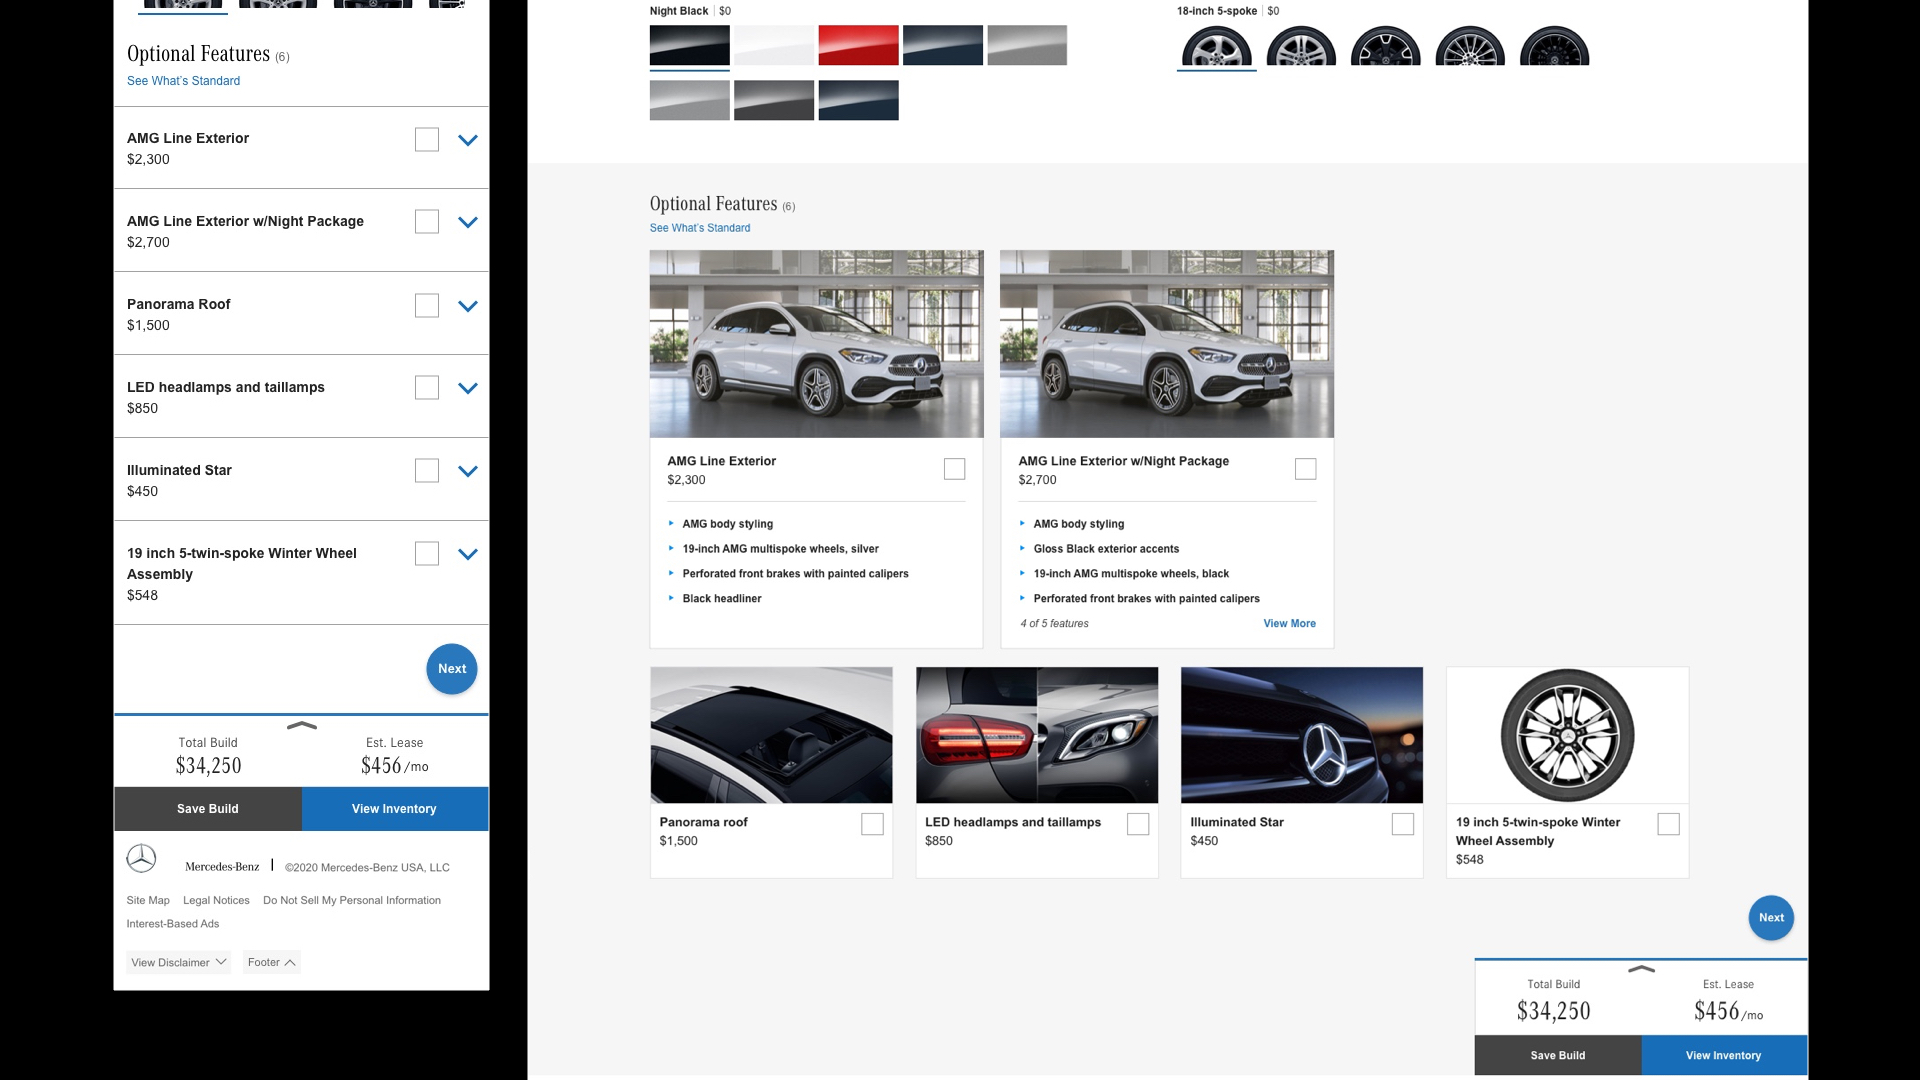 Optional Features (6)
See What's Standard
AMG Line Exterior
$2,300
AMG Line Exterior w/Night Package
$2,700
Panorama Roof
$1,500
LED headlamps and taillamps
$850
Illuminated Star
$450
19 inch 5-twin-spoke Winter Wheel
Assembly
$548
Next
Total Build
$34,250
Est. Lease
$456/mo
Save Build
View Inventory
Mercedes-Benz
©2020 Mercedes-Benz USA, LLC
Site Map
Legal Notices
Do Not Sell My Personal Information
Interest-Based Ads
View Disclaimer
Footer
Night Black | $0
18-inch 5-spoke | $0
Optional Features (6)
See What's Standard
AMG Line Exterior
$2,300
AMG body styling
19-inch AMG multispoke wheels, silver
Perforated front brakes with painted calipers
Black headliner
AMG Line Exterior w/Night Package
$2,700
AMG body styling
Gloss Black exterior accents
19-inch AMG multispoke wheels, black
Perforated front brakes with painted calipers
4 of 5 features
View More
Panorama roof
$1,500
LED headlamps and taillamps
$850
Illuminated Star
$450
19 inch 5-twin-spoke Winter
Wheel Assembly
$548
Next
Total Build
$34,250
Est. Lease
$456/mo
Save Build
View Inventory